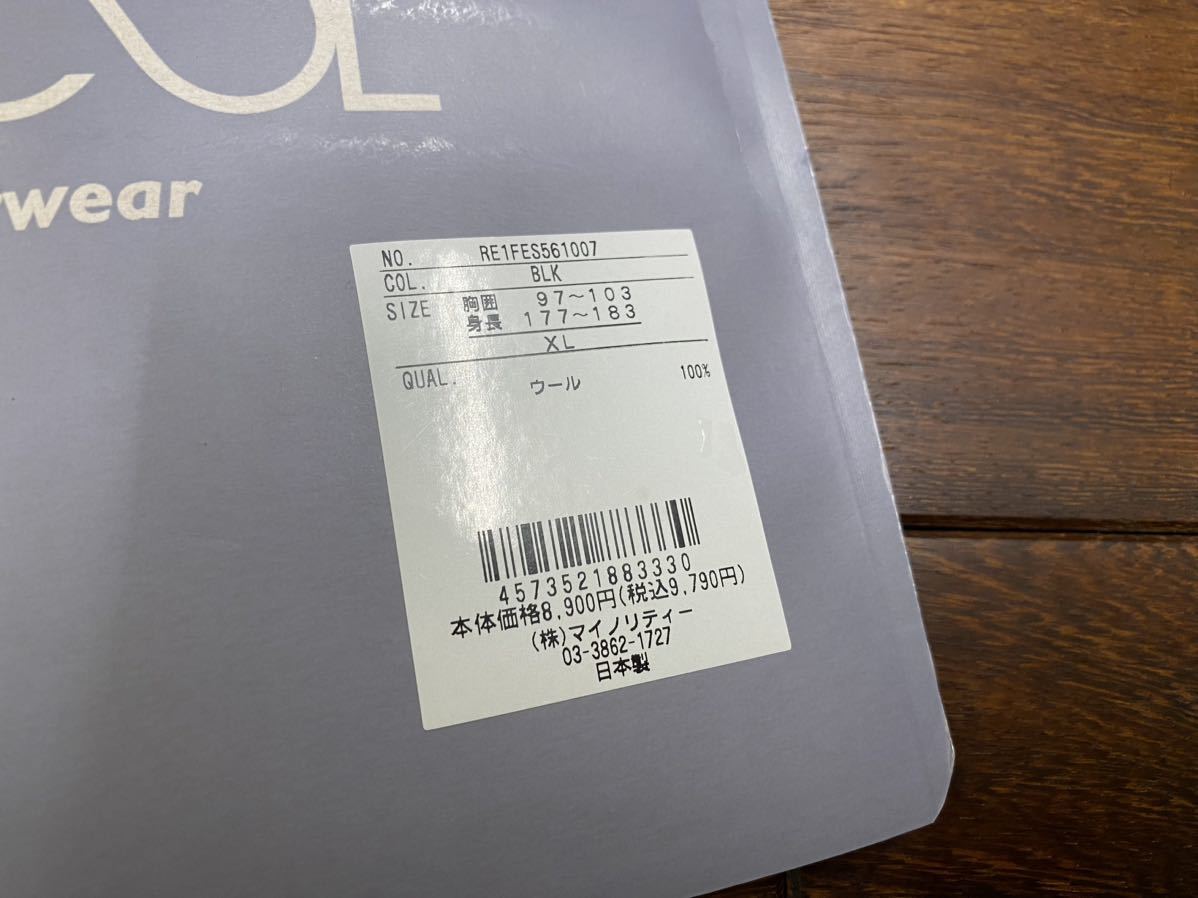 wear
NO. RE1FES561007
COL. BLK
SIZE 胸囲 97～103
身長 177～183
XL
QUAL. ウール 100%
4573521883330
本体価格8,900円(税込9,790円)
(株)マイノリティー
03-3862-1727
日本製